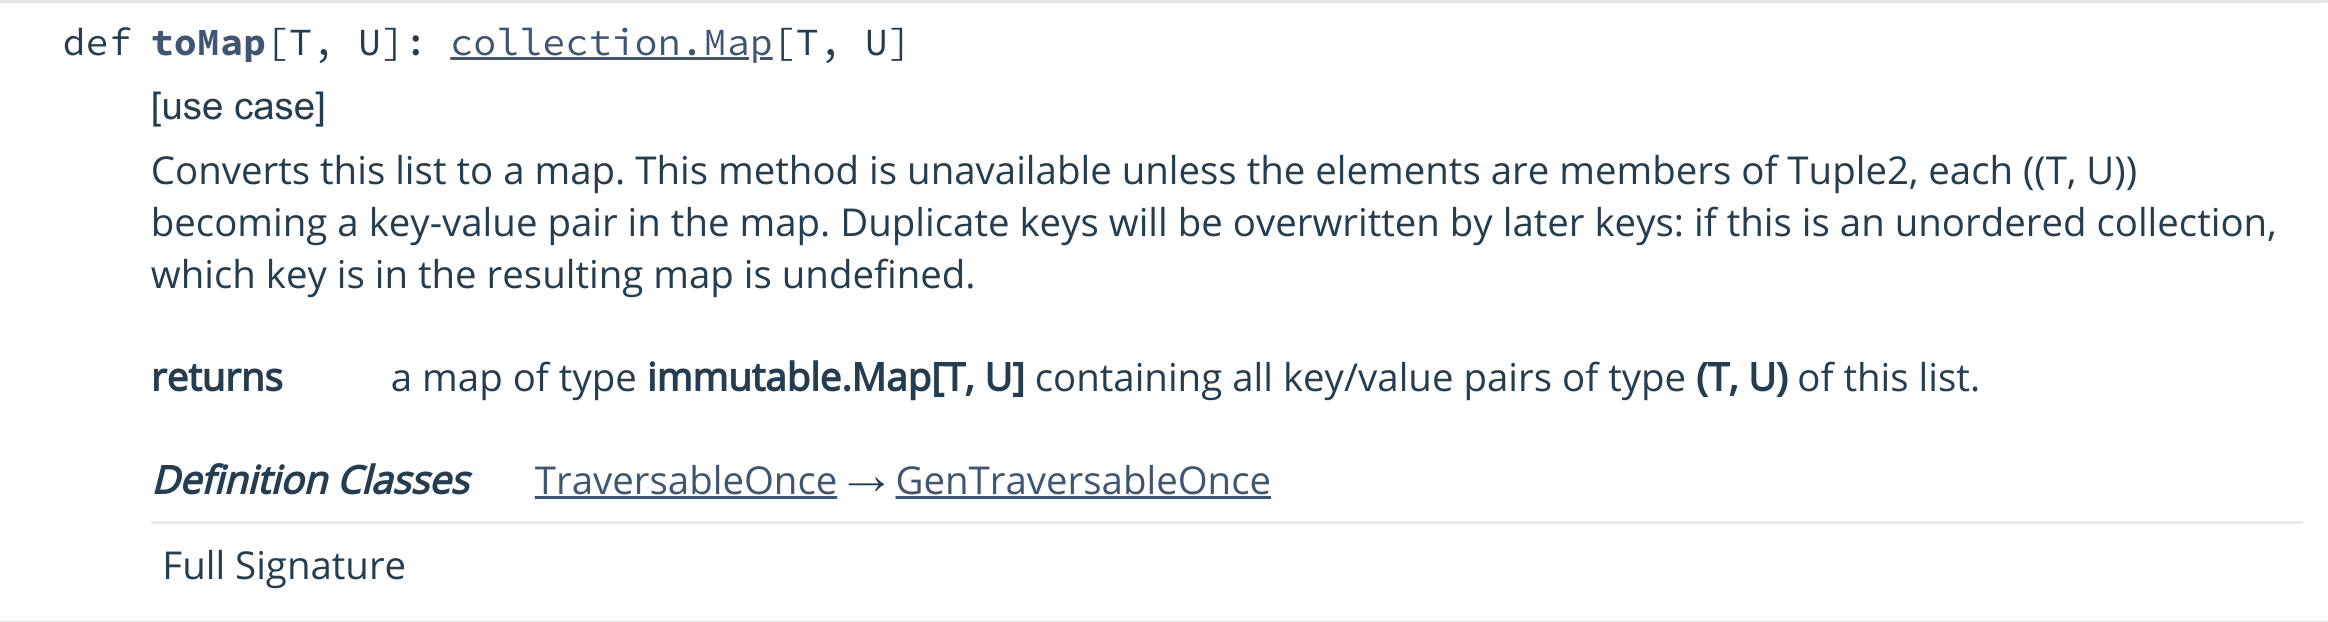 def toMap[T, U]: collection.Map[T, U]
[use case]
Converts this list to a map. This method is unavailable unless the elements are members of Tuple2, each ((T, U))
becoming a key-value pair in the map. Duplicate keys will be overwritten by later keys: if this is an unordered collection,
which key is in the resulting map is undefined.
returns a map of type immutable.Map[T, U] containing all key/value pairs of type (T, U) of this list.
Definition Classes TraversableOnce → GenTraversableOnce
Full Signature